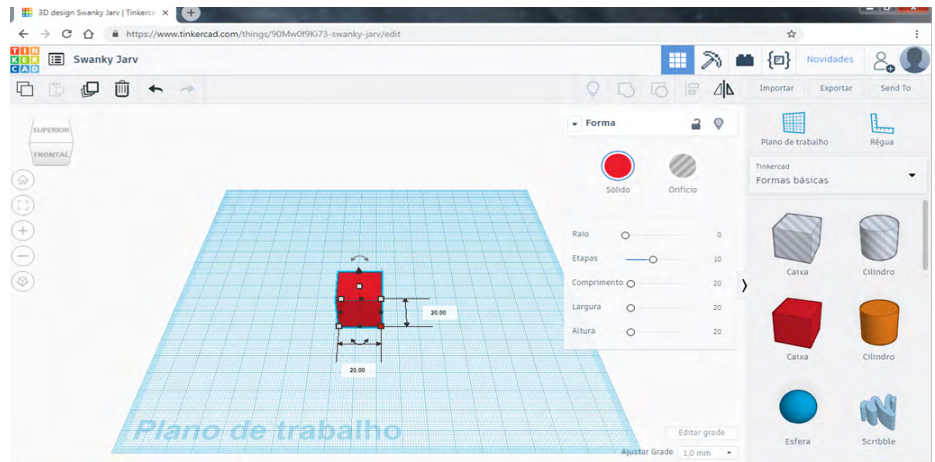 3D design Swanky Jarv | Tinkerca
https://www.tinkercad.com/things/90Mw0f9Ki73-swanky-jarv/edit
TIN
KER
CAD
Swanky Jarv
Novidades
Importar Exportar Send To
SUPERIOR
FRONTAL
Forma
Sólido Orifício
Raio 0
Etapas 10
Comprimento 20
Largura 20
Altura 20
Plano de trabalho Régua
Tinkercad
Formas básicas
Caixa Cilindro
Caixa Cilindro
Esfera Scribble
20.00
20.00
Plano de trabalho
Editar grade
Ajustar Grade 1,0 mm